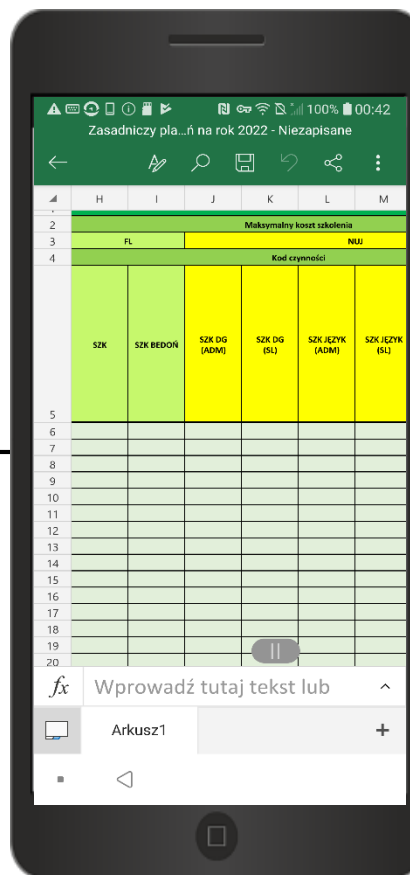 100% 00:42
Zasadniczy pla...ń na rok 2022 - Niezapisane
H I J K L M
2 Maksymalny koszt szkolenia
3 FL NUJ
4 Kod czynności
SZK SZK BEDOŃ SZK DG (ADM) SZK DG (SL) SZK JĘZYK (ADM) SZK JĘZYK (SL)
5
6
7
8
9
10
11
12
13
14
15
16
17
18
19
20
fx Wprowadź tutaj tekst lub
Arkusz1 +